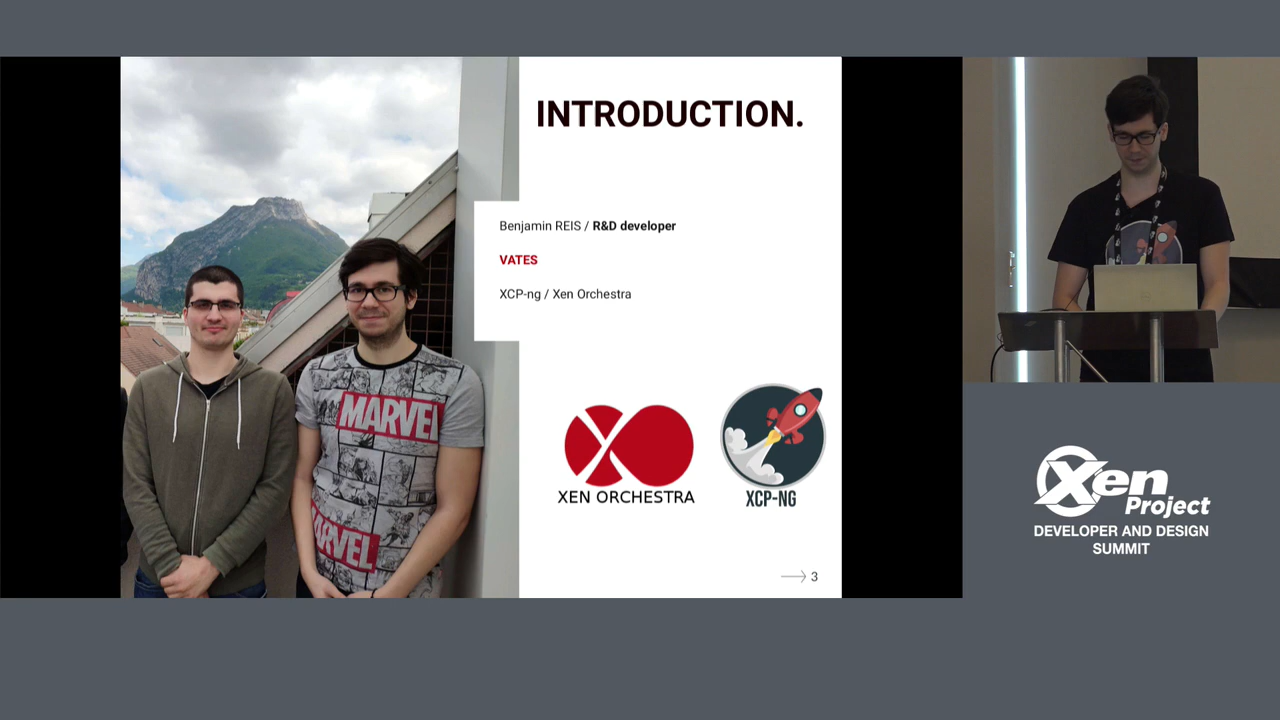 INTRODUCTION.
Benjamin REIS / R&D developer
VATES
XCP-ng / Xen Orchestra
MARVEL
MARVEL
XEN ORCHESTRA
XCP-NG
3
Xen
Project
DEVELOPER AND DESIGN
SUMMIT